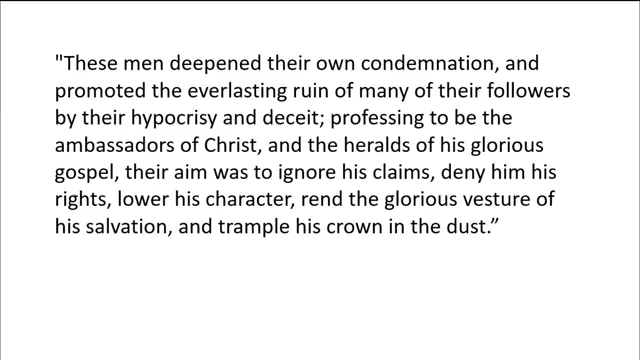 "These men deepened their own condemnation, and
promoted the everlasting ruin of many of their followers
by their hypocrisy and deceit; professing to be the
ambassadors of Christ, and the heralds of his glorious
gospel, their aim was to ignore his claims, deny him his
rights, lower his character, rend the glorious vesture of
his salvation, and trample his crown in the dust.”